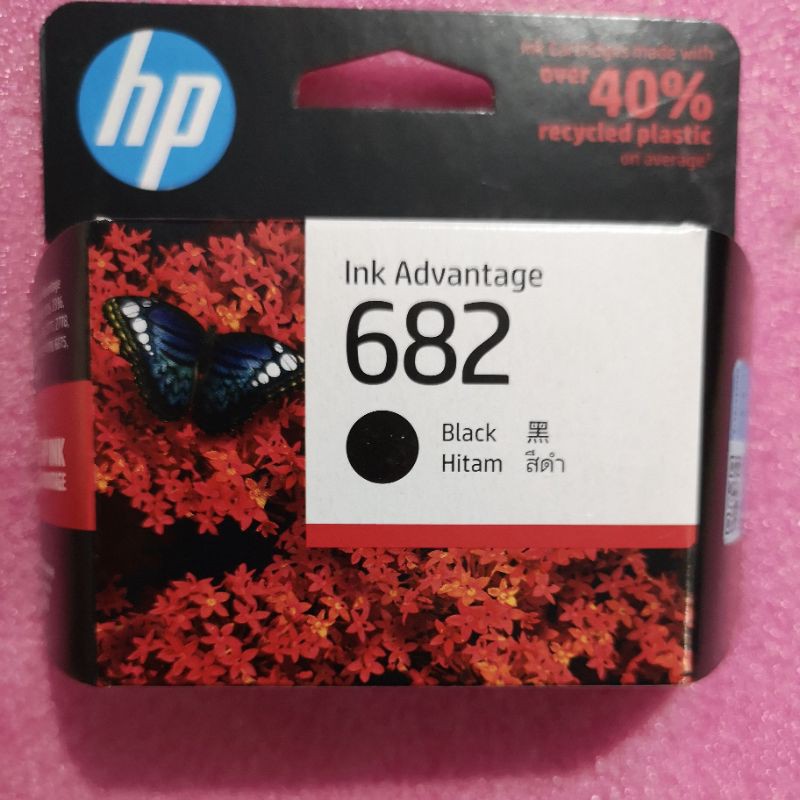 hp
Ink cartridges made with
over 40%
recycled plastic
on average¹
Ink Advantage
682
Black 黑
Hitam สีดำ